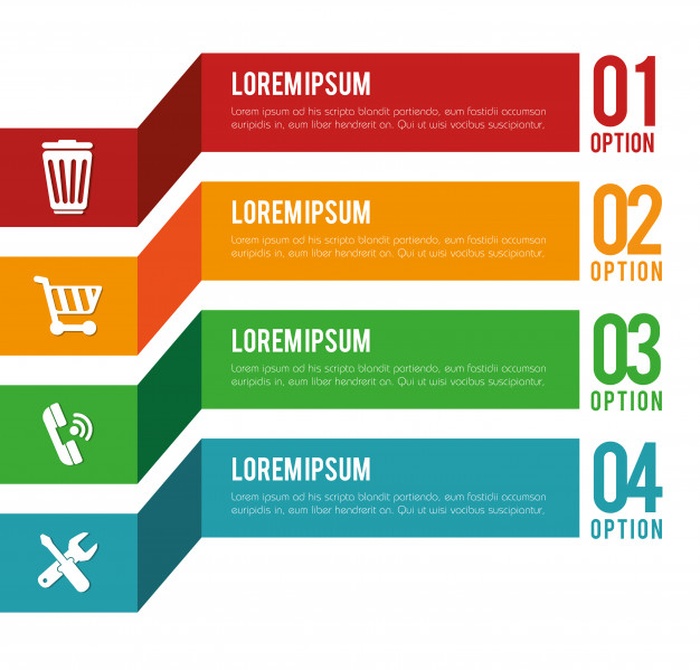 LOREMIPSUM
Lorem ipsum ad his scripta blandit partiendo, eum fastidii accumsan
euripidis in, eum liber hendrerit an. Qui ut wisi vocibus suscipiantur,
01
OPTION
LOREMIPSUM
Lorem ipsum ad his scripta blandit partiendo, eum fastidii accumsan
euripidis in, eum liber hendrerit an. Qui ut wisi vocibus suscipiantur,
02
OPTION
LOREMIPSUM
Lorem ipsum ad his scripta blandit partiendo, eum fastidii accumsan
euripidis in, eum liber hendrerit an. Qui ut wisi vocibus suscipiantur,
03
OPTION
LOREMIPSUM
Lorem ipsum ad his scripta blandit partiendo, eum fastidii accumsan
euripidis in, eum liber hendrerit an. Qui ut wisi vocibus suscipiantur,
04
OPTION